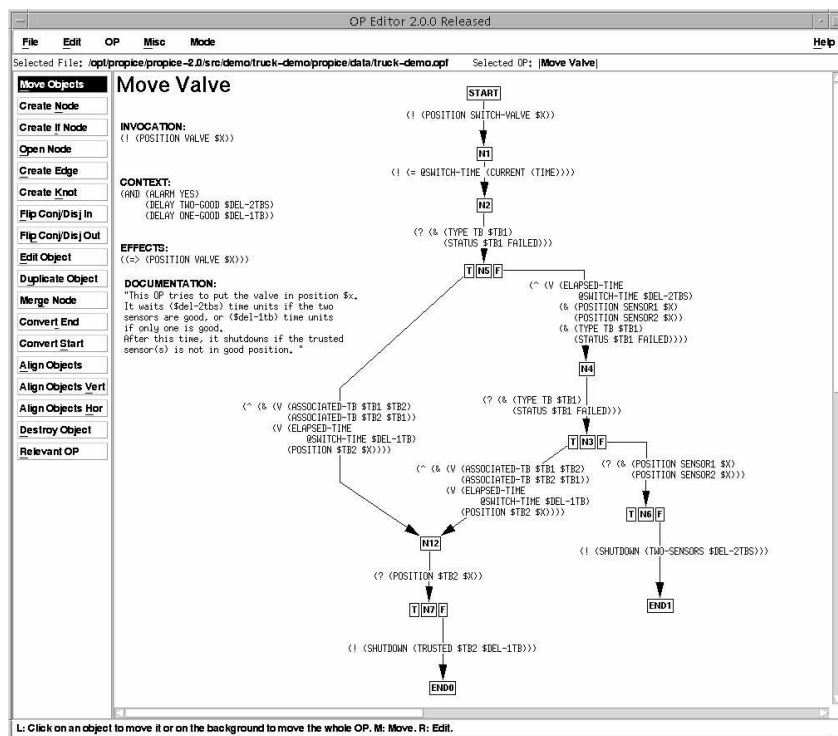 OP Editor 2.0.0 Released
File Edit OP Misc Mode Help
Selected File: /opt/propice/propice-2.0/src/demo/truck-demo/propice/data/truck-demo.opf Selected OP: |Move Valve|
Move Objects
Create Node
Create If Node
Open Node
Create Edge
Create Knot
Flip Conj/Disj In
Flip Conj/Disj Out
Edit Object
Duplicate Object
Merge Node
Convert End
Convert Start
Align Objects
Align Objects Vert
Align Objects Hor
Destroy Object
Relevant OP
Move Valve
INVOCATION:
(! (POSITION VALVE $X))
CONTEXT:
(AND (ALARM YES)
(DELAY TWO-GOOD $DEL-2TBS)
(DELAY ONE-GOOD $DEL-1TB))
EFFECTS:
((=> (POSITION VALVE $X)))
DOCUMENTATION:
"This OP tries to put the valve in position $x.
It waits ($del-2tbs) time units if the two
sensors are good, or ($del-1tb) time units
if only one is good.
After this time, it shutdowns if the trusted
sensor(s) is not in good position. "
START
(! (POSITION SWITCH-VALVE $X))
N1
(! (= @SWITCH-TIME (CURRENT (TIME))))
N2
(? (& (TYPE TB $TB1)
(STATUS $TB1 FAILED)))
T N5 F
(^ (V (ELAPSED-TIME
@SWITCH-TIME $DEL-2TBS)
(& (POSITION SENSOR1 $X)
(POSITION SENSOR2 $X))
(& (TYPE TB $TB1)
(STATUS $TB1 FAILED))))
N4
(? (& (TYPE TB $TB1)
(STATUS $TB1 FAILED)))
T N3 F
(^ (& (V (ASSOCIATED-TB $TB1 $TB2)
(ASSOCIATED-TB $TB2 $TB1))
(V (ELAPSED-TIME
@SWITCH-TIME $DEL-1TB)
(POSITION $TB2 $X))))
(^ (& (V (ASSOCIATED-TB $TB1 $TB2)
(ASSOCIATED-TB $TB2 $TB1))
(V (ELAPSED-TIME
@SWITCH-TIME $DEL-1TB)
(POSITION $TB2 $X))))
(? (& (POSITION SENSOR1 $X)
(POSITION SENSOR2 $X)))
T N6 F
(! (SHUTDOWN (TWO-SENSORS $DEL-2TBS)))
END1
N12
(? (POSITION $TB2 $X))
T N7 F
(! (SHUTDOWN (TRUSTED $TB2 $DEL-1TB)))
END0
L: Click on an object to move it or on the background to move the whole OP. M: Move. R: Edit.